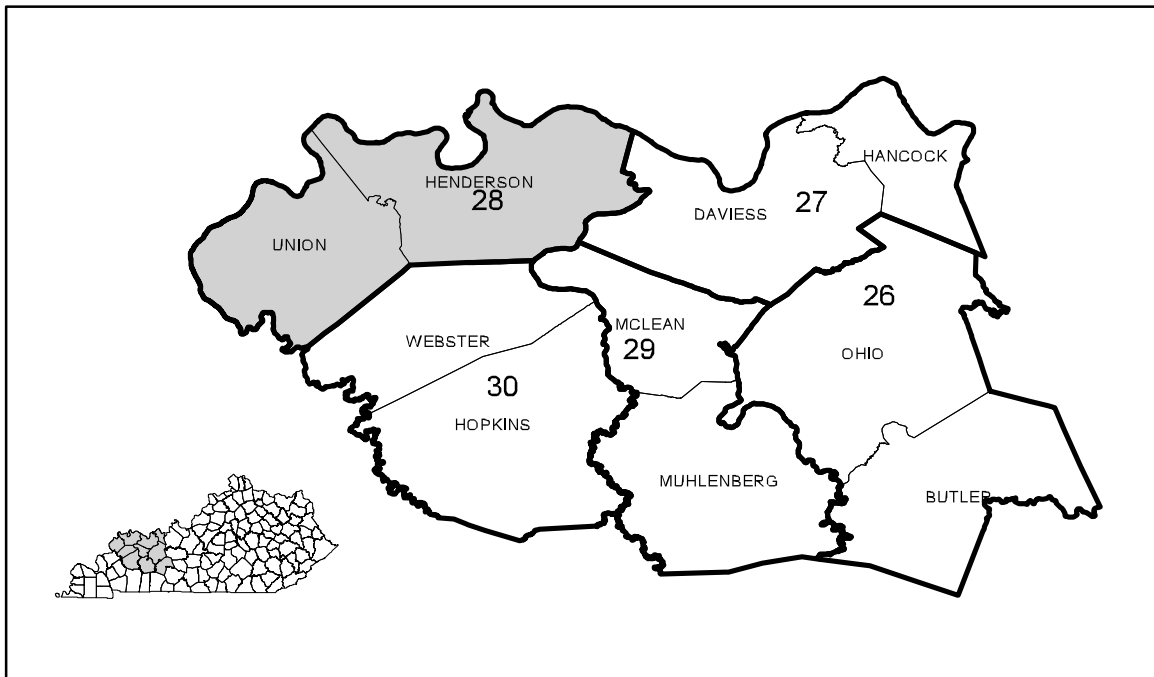 HANCOCK
HENDERSON
28
27
DAVIESS
UNION
26
MCLEAN
WEBSTER
29
OHIO
30
HOPKINS
MUHLENBERG
BUTLER